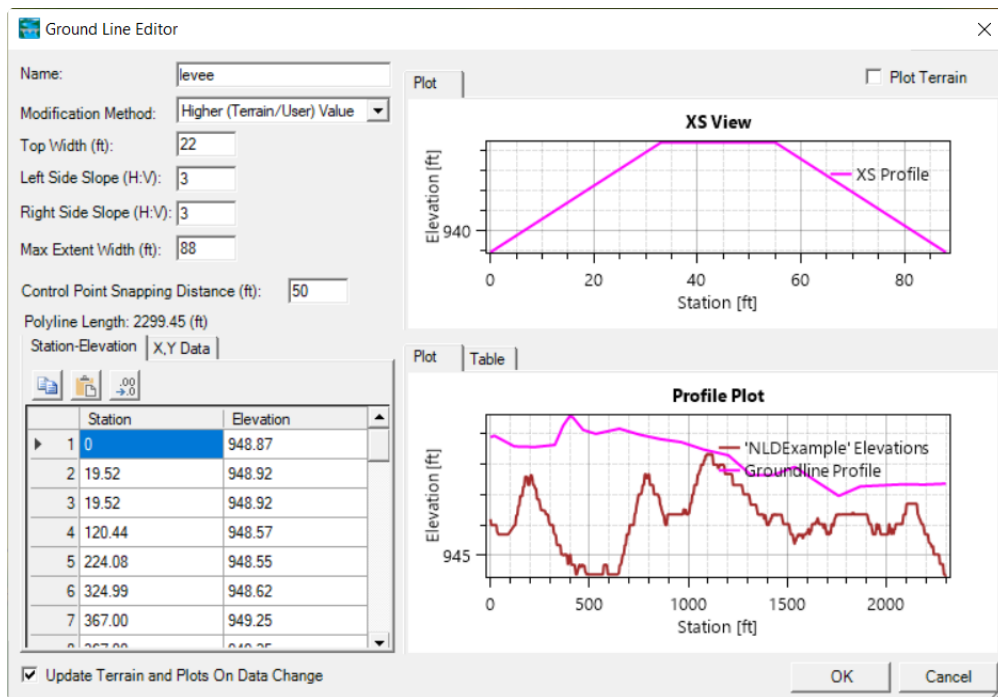 Ground Line Editor
Name: levee
Modification Method: Higher (Terrain/User) Value
Top Width (ft): 22
Left Side Slope (H:V): 3
Right Side Slope (H:V): 3
Max Extent Width (ft): 88
Control Point Snapping Distance (ft): 50
Polyline Length: 2299.45 (ft)
Station-Elevation X,Y Data
.00
→.0
Station Elevation
1 0 948.87
2 19.52 948.92
3 19.52 948.92
4 120.44 948.57
5 224.08 948.55
6 324.99 948.62
7 367.00 949.25
Update Terrain and Plots On Data Change
Plot
Plot Terrain
XS View
Elevation [ft]
XS Profile
940
0 20 40 60 80
Station [ft]
Plot Table
Profile Plot
Elevation [ft]
'NLDExample' Elevations
Groundline Profile
945
0 500 1000 1500 2000
Station [ft]
OK Cancel